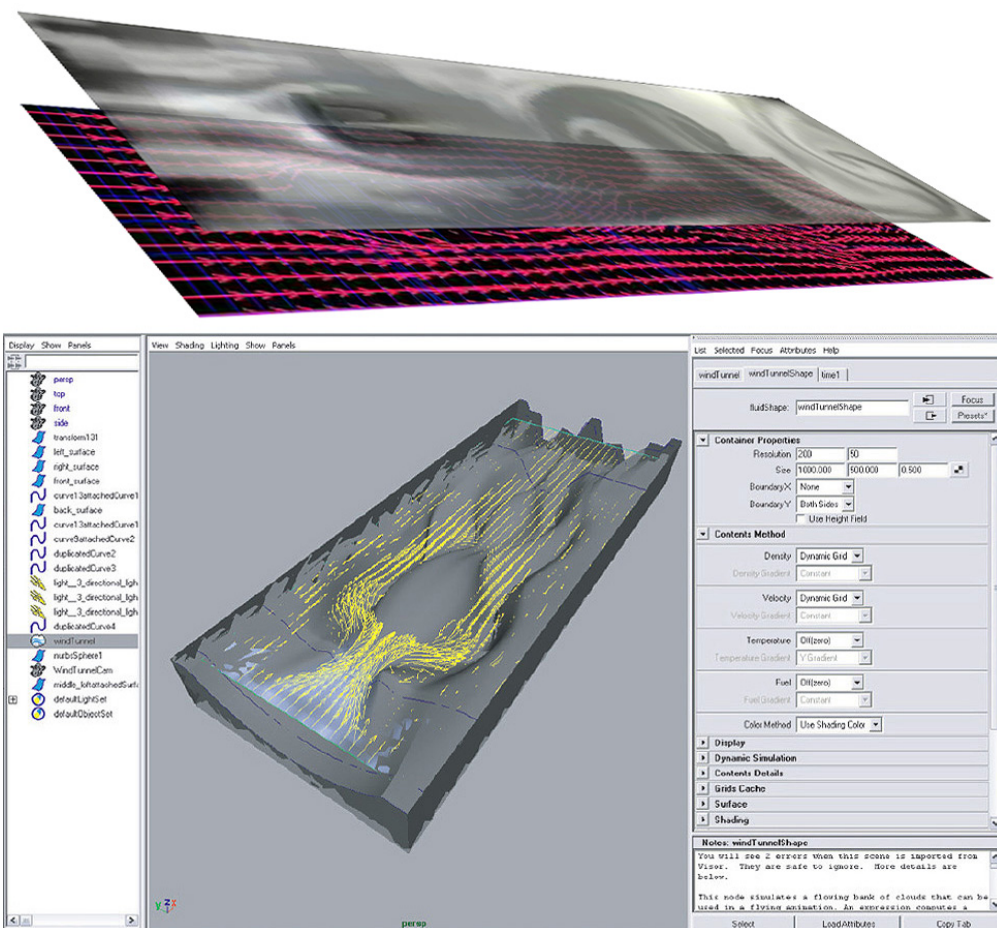 Display Show Panels
persp
top
front
side
transform131
left_surface
right_surface
front_surface
curve13attachedCurve1
back_surface
curve13attachedCurve1
curve9attachedCurve2
duplicatedCurve2
duplicatedCurve3
light__3_directional_ligh
light__3_directional_ligh
light__3_directional_ligh
duplicatedCurve4
windTunnel
nurbsSphere1
WindTunnelCam
middle_loftattachedSurfa
defaultLightSet
defaultObjectSet
View Shading Lighting Show Panels
persp
List Selected Focus Attributes Help
windTunnel windTunnelShape time1
fluidShape: windTunnelShape Focus
Presets*
Container Properties
Resolution 200 50
Size 1000.000 500.000 0.500
BoundaryX None
BoundaryY Both Sides
Use Height Field
Contents Method
Density Dynamic Grid
Density Gradient Constant
Velocity Dynamic Grid
Velocity Gradient Constant
Temperature Off(zero)
Temperature Gradient Y Gradient
Fuel Off(zero)
Fuel Gradient Constant
Color Method Use Shading Color
Display
Dynamic Simulation
Contents Details
Grids Cache
Surface
Shading
Notes: windTunnelShape
You will see 2 errors when this scene is imported from
Visor. They are safe to ignore. More details are
below.
This node simulates a flowing bank of clouds that can be
used in a flying animation. An expression computes a
Select Load Attributes Copy Tab